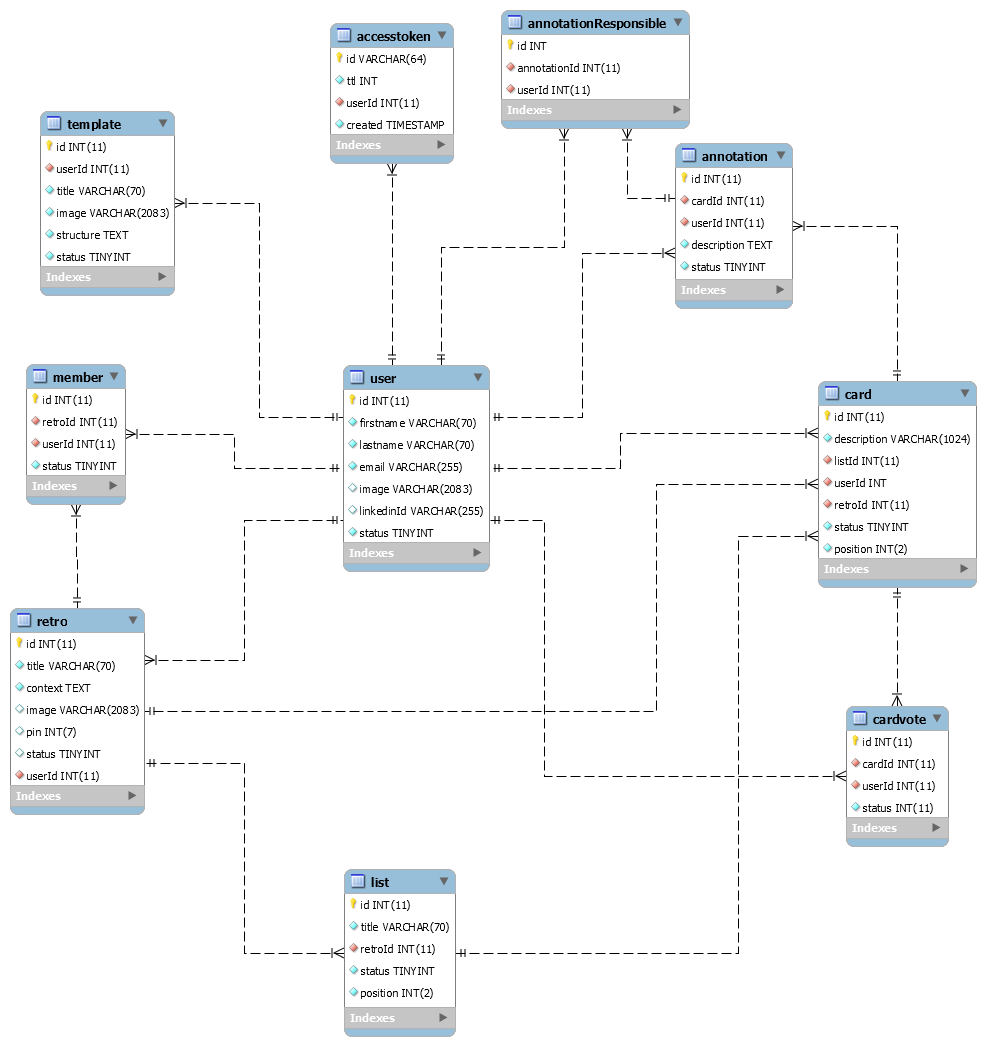 accesstoken
id VARCHAR(64)
ttl INT
userId INT(11)
created TIMESTAMP
Indexes
annotationResponsible
id INT
annotationId INT(11)
userId INT(11)
Indexes
template
id INT(11)
userId INT(11)
title VARCHAR(70)
image VARCHAR(2083)
structure TEXT
status TINYINT
Indexes
annotation
id INT(11)
cardId INT(11)
userId INT(11)
description TEXT
status TINYINT
Indexes
member
id INT(11)
retroId INT(11)
userId INT(11)
status TINYINT
Indexes
user
id INT(11)
firstname VARCHAR(70)
lastname VARCHAR(70)
email VARCHAR(255)
image VARCHAR(2083)
linkedinId VARCHAR(255)
status TINYINT
Indexes
card
id INT(11)
description VARCHAR(1024)
listId INT(11)
userId INT
retroId INT(11)
status TINYINT
position INT(2)
Indexes
retro
id INT(11)
title VARCHAR(70)
context TEXT
image VARCHAR(2083)
pin INT(7)
status TINYINT
userId INT(11)
Indexes
cardvote
id INT(11)
cardId INT(11)
userId INT(11)
status INT(11)
Indexes
list
id INT(11)
title VARCHAR(70)
retroId INT(11)
status TINYINT
position INT(2)
Indexes